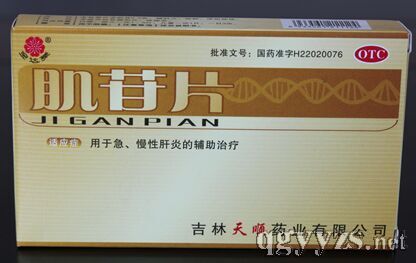 批准文号：国药准字H22020076
OTC
肌苷片
JI GAN PIAN
适应症 用于急、慢性肝炎的辅助治疗
吉林天顺药业有限公司
qgyyzs.net